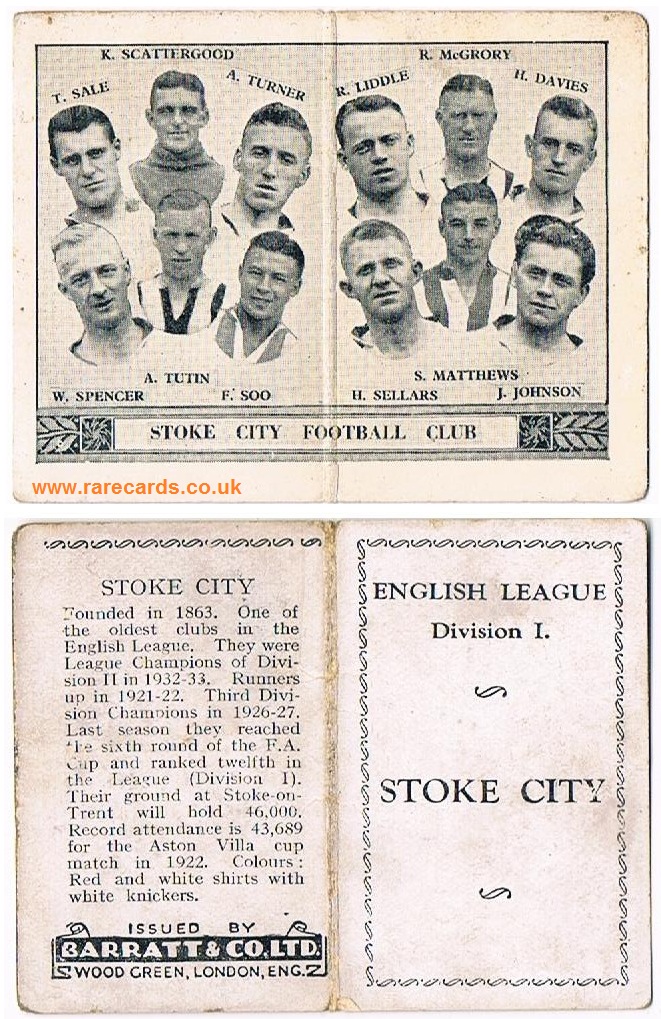 K. SCATTERGOOD
R. McGRORY
T. SALE
A. TURNER
R. LIDDLE
H. DAVIES
A. TUTIN
S. MATTHEWS
W. SPENCER
F. SOO
H. SELLARS
J. JOHNSON
STOKE CITY FOOTBALL CLUB
www.rarecards.co.uk
STOKE CITY
Founded in 1863. One of
the oldest clubs in the
English League. They were
League Champions of Divi-
sion II in 1932-33. Runners
up in 1921-22. Third Divi-
sion Champions in 1926-27.
Last season they reached
the sixth round of the F.A.
Cup and ranked twelfth in
the League (Division I).
Their ground at Stoke-on-
Trent will hold 46,000.
Record attendance is 43,689
for the Aston Villa cup
match in 1922. Colours:
Red and white shirts with
white knickers.
ISSUED BY
BARRATT & CO. LTD.
WOOD GREEN, LONDON, ENG.
ENGLISH LEAGUE
Division I.
STOKE CITY